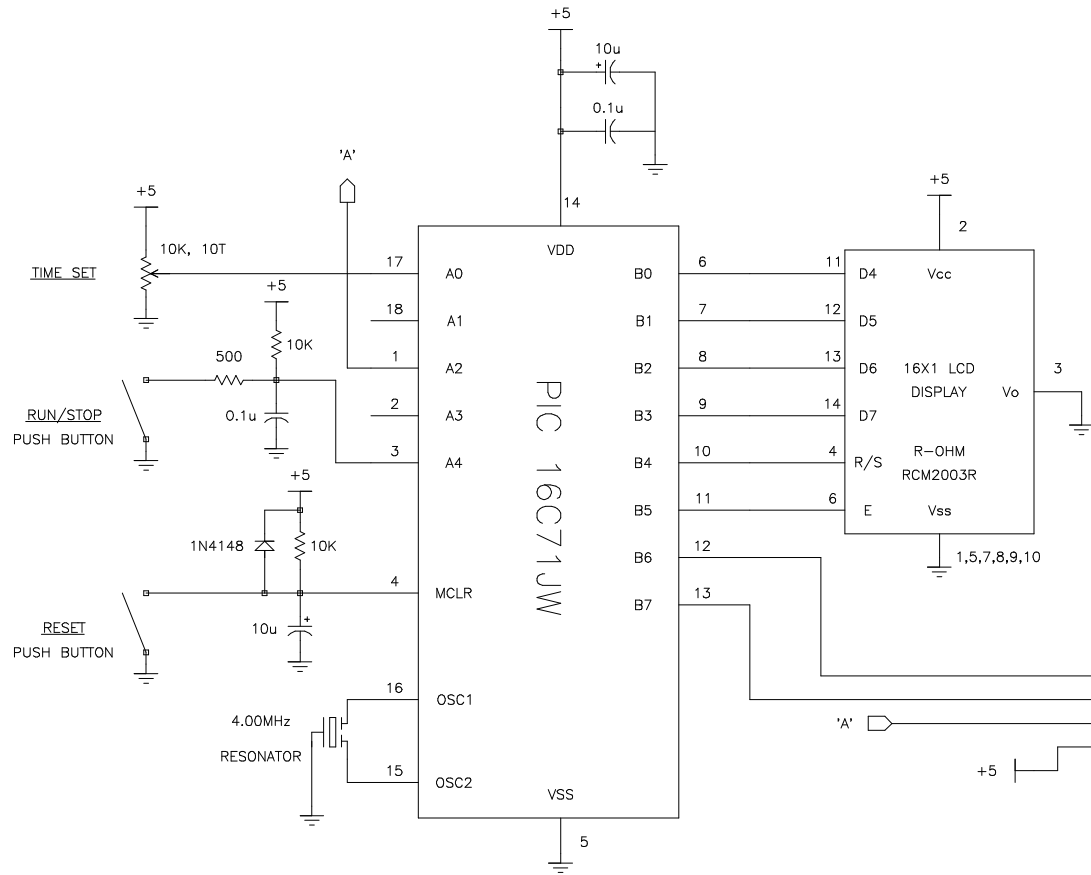 +5
10u
+
0.1u
'A'
14
+5
10K, 10T
TIME SET
17
A0
18
A1
+5
10K
500
1
A2
RUN/STOP
PUSH BUTTON
0.1u
2
A3
3
A4
+5
1N4148
10K
4
MCLR
RESET
PUSH BUTTON
10u
+
16
OSC1
4.00MHz
RESONATOR
15
OSC2
VDD
PIC 16C71JW
VSS
5
B0
6
B1
7
B2
8
B3
9
B4
10
B5
11
B6
12
B7
13
+5
2
11
D4
Vcc
12
D5
13
D6
16X1 LCD
DISPLAY
Vo
3
14
D7
4
R/S
R-OHM
RCM2003R
6
E
Vss
1,5,7,8,9,10
'A'
+5